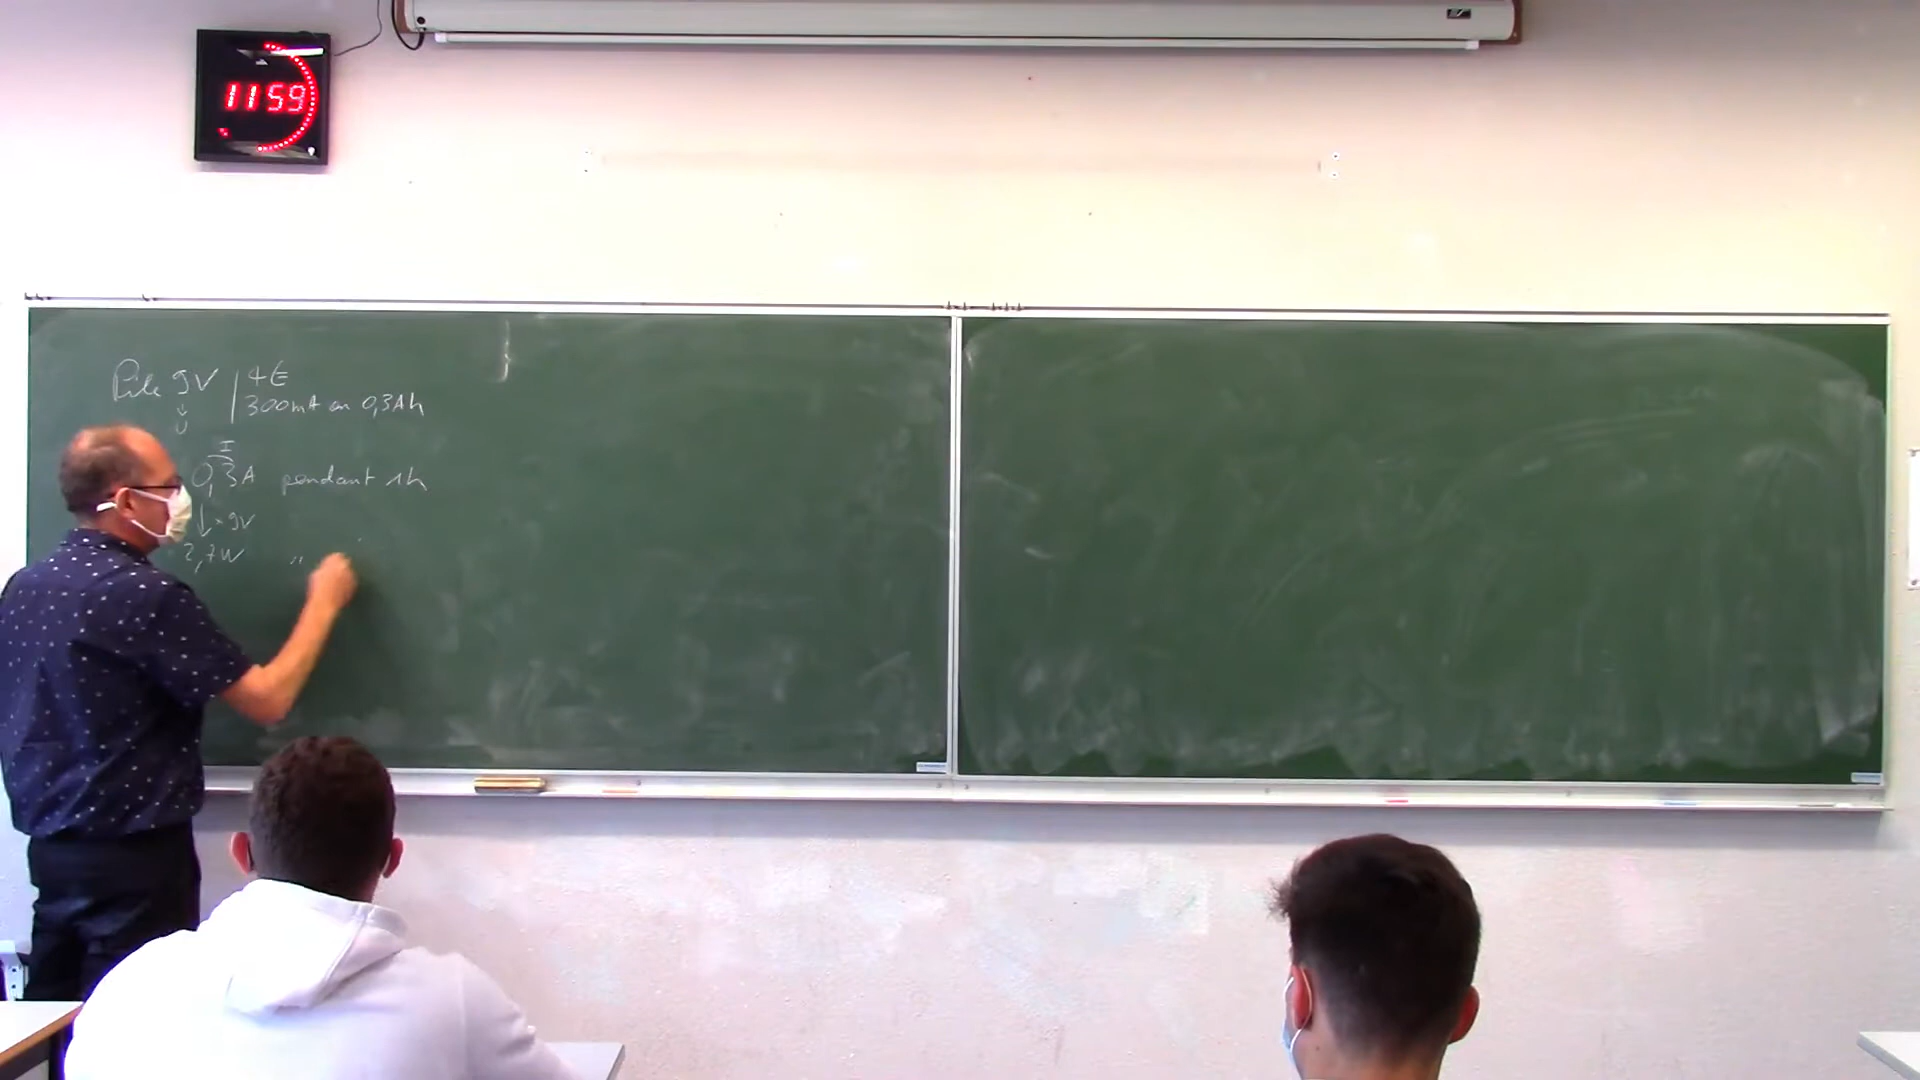 11 59
Pile 9V | 4€
300mA ou 0,3Ah
↓
U
I
0,3A pendant 1h
↓ × 9V
2,7W "